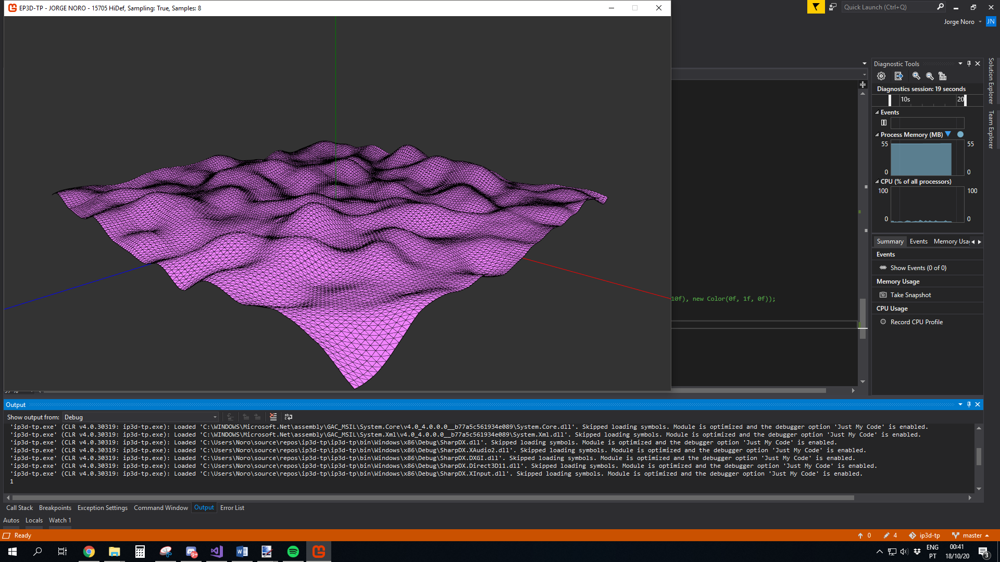 EP3D-TP - JORGE NORO - 15705 HiDef, Sampling: True, Samples: 8
Quick Launch (Ctrl+Q)
Jorge Noro
JN
Solution Explorer
Team Explorer
Diagnostic Tools
Diagnostics session: 19 seconds
10s 20
Events
Process Memory (MB)
55 55
0 0
CPU (% of all processors)
100 100
0 0
Summary Events Memory Usa
Events
Show Events (0 of 0)
Memory Usage
Take Snapshot
CPU Usage
Record CPU Profile
10f), new Color(0f, 1f, 0f));
Output
Show output from: Debug
'ip3d-tp.exe' (CLR v4.0.30319: ip3d-tp.exe): Loaded 'C:\WINDOWS\Microsoft.Net\assembly\GAC_MSIL\System.Core\v4.0_4.0.0.0__b77a5c561934e089\System.Core.dll'. Skipped loading symbols. Module is optimized and the debugger option 'Just My Code' is enabled.
'ip3d-tp.exe' (CLR v4.0.30319: ip3d-tp.exe): Loaded 'C:\WINDOWS\Microsoft.Net\assembly\GAC_MSIL\System.Xml\v4.0_4.0.0.0__b77a5c561934e089\System.Xml.dll'. Skipped loading symbols. Module is optimized and the debugger option 'Just My Code' is enabled.
'ip3d-tp.exe' (CLR v4.0.30319: ip3d-tp.exe): Loaded 'C:\Users\Noro\source\repos\ip3d-tp\ip3d-tp\bin\Windows\x86\Debug\SharpDX.dll'. Skipped loading symbols. Module is optimized and the debugger option 'Just My Code' is enabled.
'ip3d-tp.exe' (CLR v4.0.30319: ip3d-tp.exe): Loaded 'C:\Users\Noro\source\repos\ip3d-tp\ip3d-tp\bin\Windows\x86\Debug\SharpDX.XAudio2.dll'. Skipped loading symbols. Module is optimized and the debugger option 'Just My Code' is enabled.
'ip3d-tp.exe' (CLR v4.0.30319: ip3d-tp.exe): Loaded 'C:\Users\Noro\source\repos\ip3d-tp\ip3d-tp\bin\Windows\x86\Debug\SharpDX.DXGI.dll'. Skipped loading symbols. Module is optimized and the debugger option 'Just My Code' is enabled.
'ip3d-tp.exe' (CLR v4.0.30319: ip3d-tp.exe): Loaded 'C:\Users\Noro\source\repos\ip3d-tp\ip3d-tp\bin\Windows\x86\Debug\SharpDX.Direct3D11.dll'. Skipped loading symbols. Module is optimized and the debugger option 'Just My Code' is enabled.
'ip3d-tp.exe' (CLR v4.0.30319: ip3d-tp.exe): Loaded 'C:\Users\Noro\source\repos\ip3d-tp\ip3d-tp\bin\Windows\x86\Debug\SharpDX.XInput.dll'. Skipped loading symbols. Module is optimized and the debugger option 'Just My Code' is enabled.
1
Call Stack Breakpoints Exception Settings Command Window Output Error List
Autos Locals Watch 1
Ready
0 4 ip3d-tp master
9+
ENG
PT
00:41
18/10/20
3